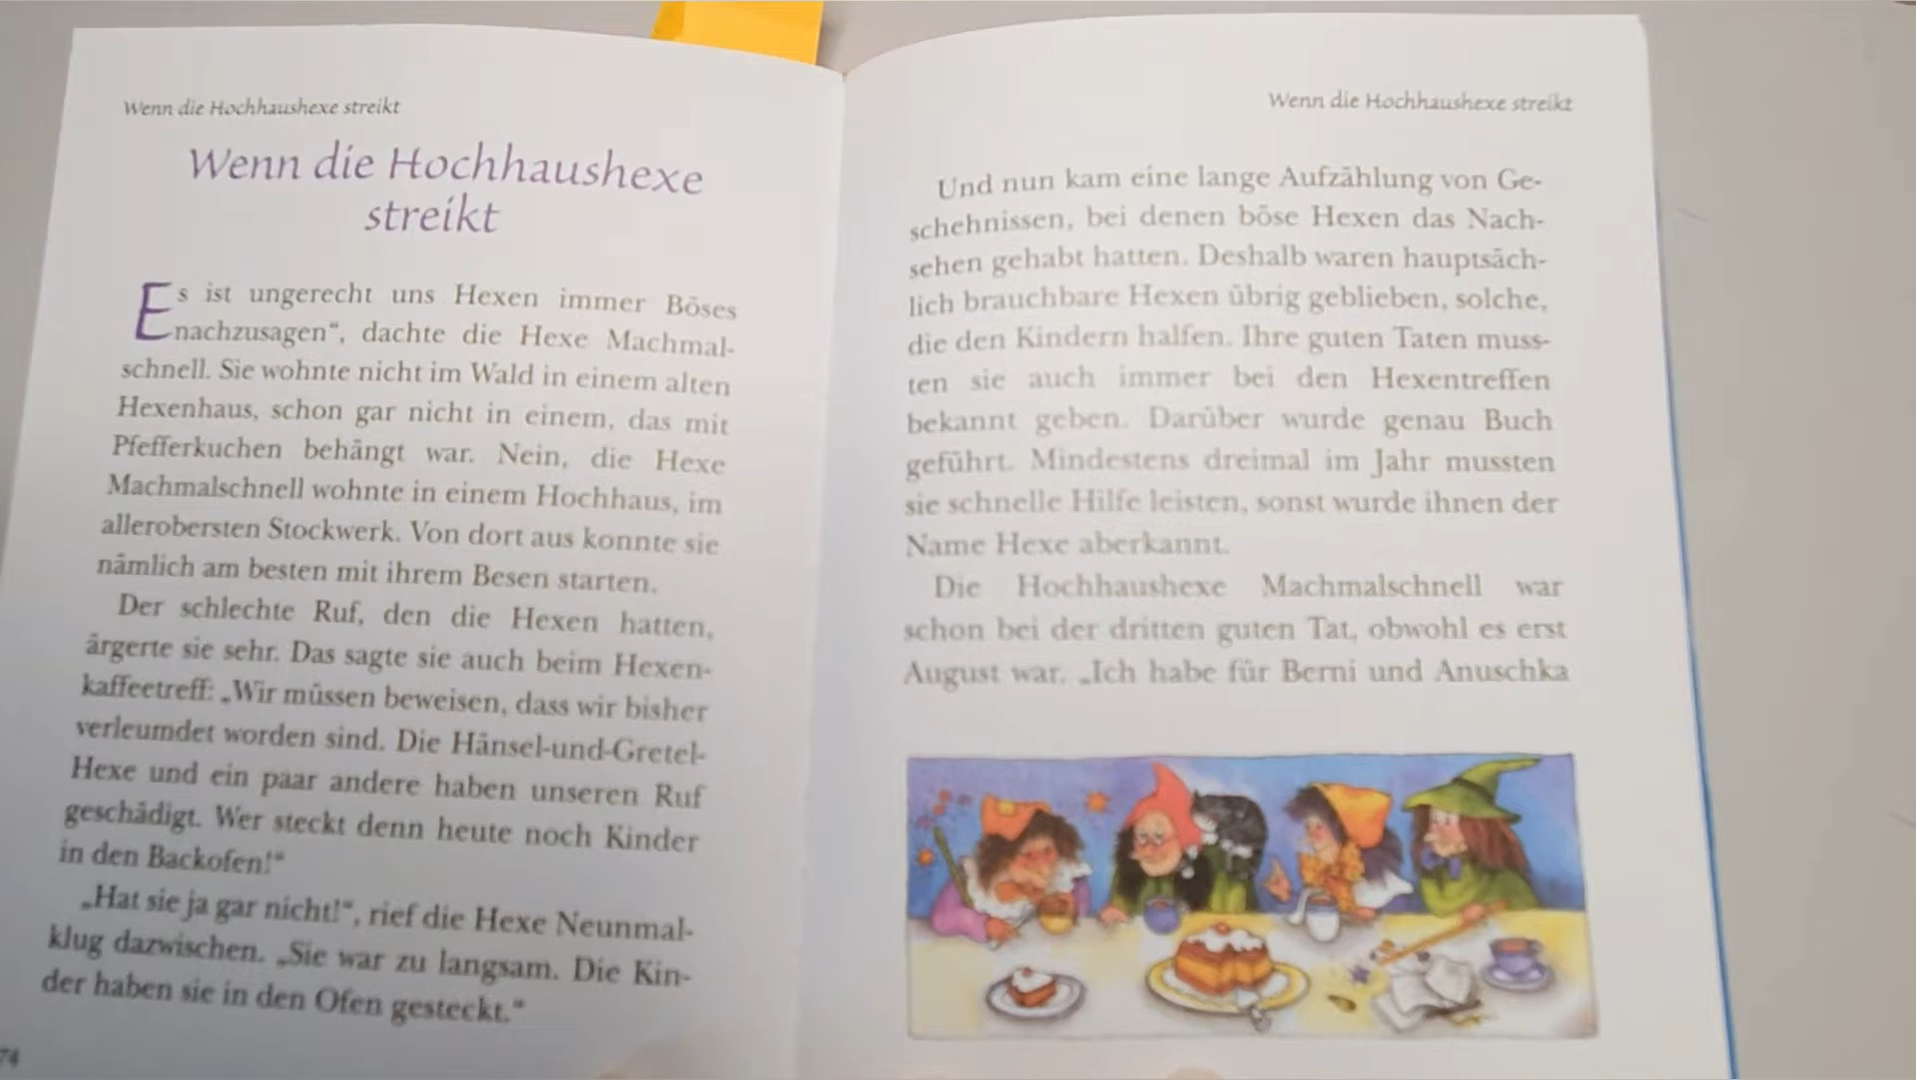 Wenn die Hochhaushexe streikt
Wenn die Hochhaushexe
streikt
Es ist ungerecht uns Hexen immer Böses
nachzusagen“, dachte die Hexe Machmal-
schnell. Sie wohnte nicht im Wald in einem alten
Hexenhaus, schon gar nicht in einem, das mit
Pfefferkuchen behängt war. Nein, die Hexe
Machmalschnell wohnte in einem Hochhaus, im
allerobersten Stockwerk. Von dort aus konnte sie
nämlich am besten mit ihrem Besen starten.
Der schlechte Ruf, den die Hexen hatten,
ärgerte sie sehr. Das sagte sie auch beim Hexen-
kaffeetreff: „Wir müssen beweisen, dass wir bisher
verleumdet worden sind. Die Hänsel-und-Gretel-
Hexe und ein paar andere haben unseren Ruf
geschädigt. Wer steckt denn heute noch Kinder
in den Backofen!“
„Hat sie ja gar nicht!“, rief die Hexe Neunmal-
klug dazwischen. „Sie war zu langsam. Die Kin-
der haben sie in den Ofen gesteckt.“
74
Wenn die Hochhaushexe streikt
Und nun kam eine lange Aufzählung von Ge-
schehnissen, bei denen böse Hexen das Nach-
sehen gehabt hatten. Deshalb waren hauptsäch-
lich brauchbare Hexen übrig geblieben, solche,
die den Kindern halfen. Ihre guten Taten muss-
ten sie auch immer bei den Hexentreffen
bekannt geben. Darüber wurde genau Buch
geführt. Mindestens dreimal im Jahr mussten
sie schnelle Hilfe leisten, sonst wurde ihnen der
Name Hexe aberkannt.
Die Hochhaushexe Machmalschnell war
schon bei der dritten guten Tat, obwohl es erst
August war. „Ich habe für Berni und Anuschka